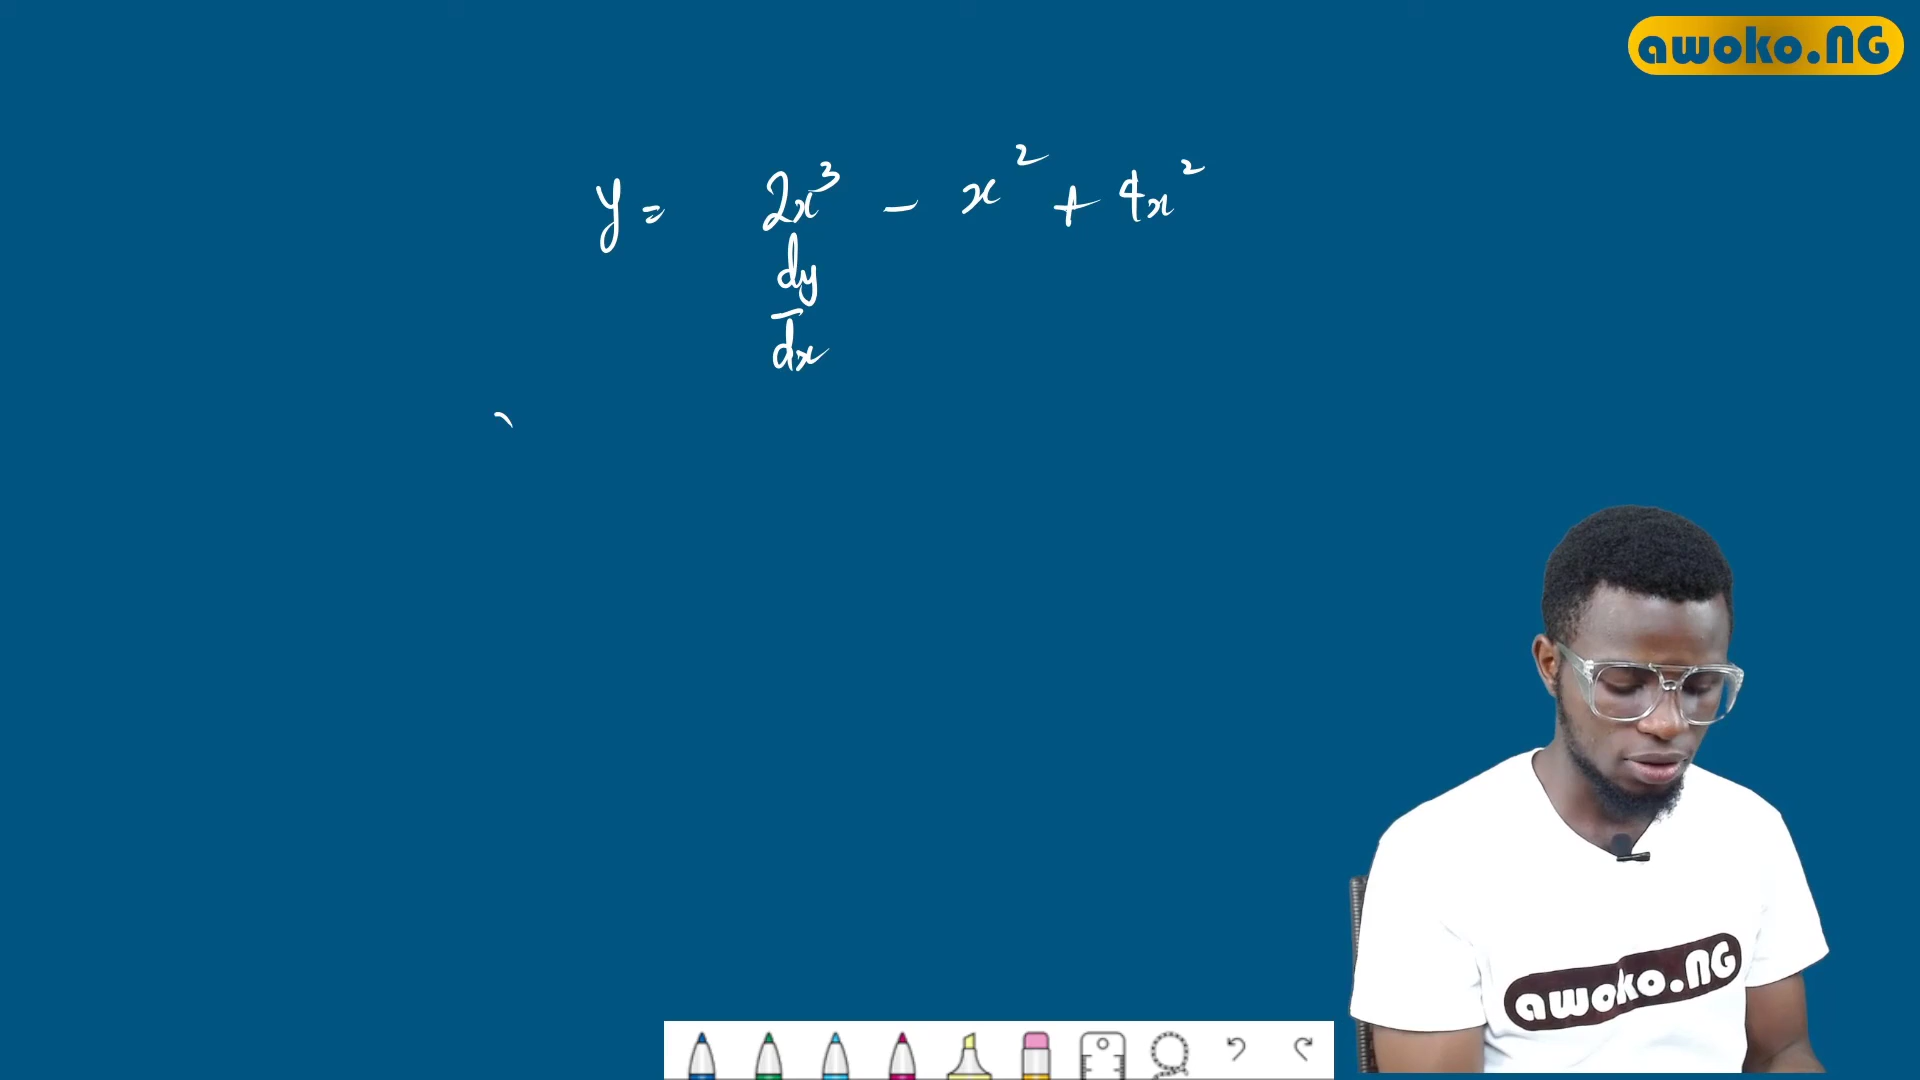 awoko.NG
y = 2x³ - x² + 4x²
dy
dx
awoko.NG